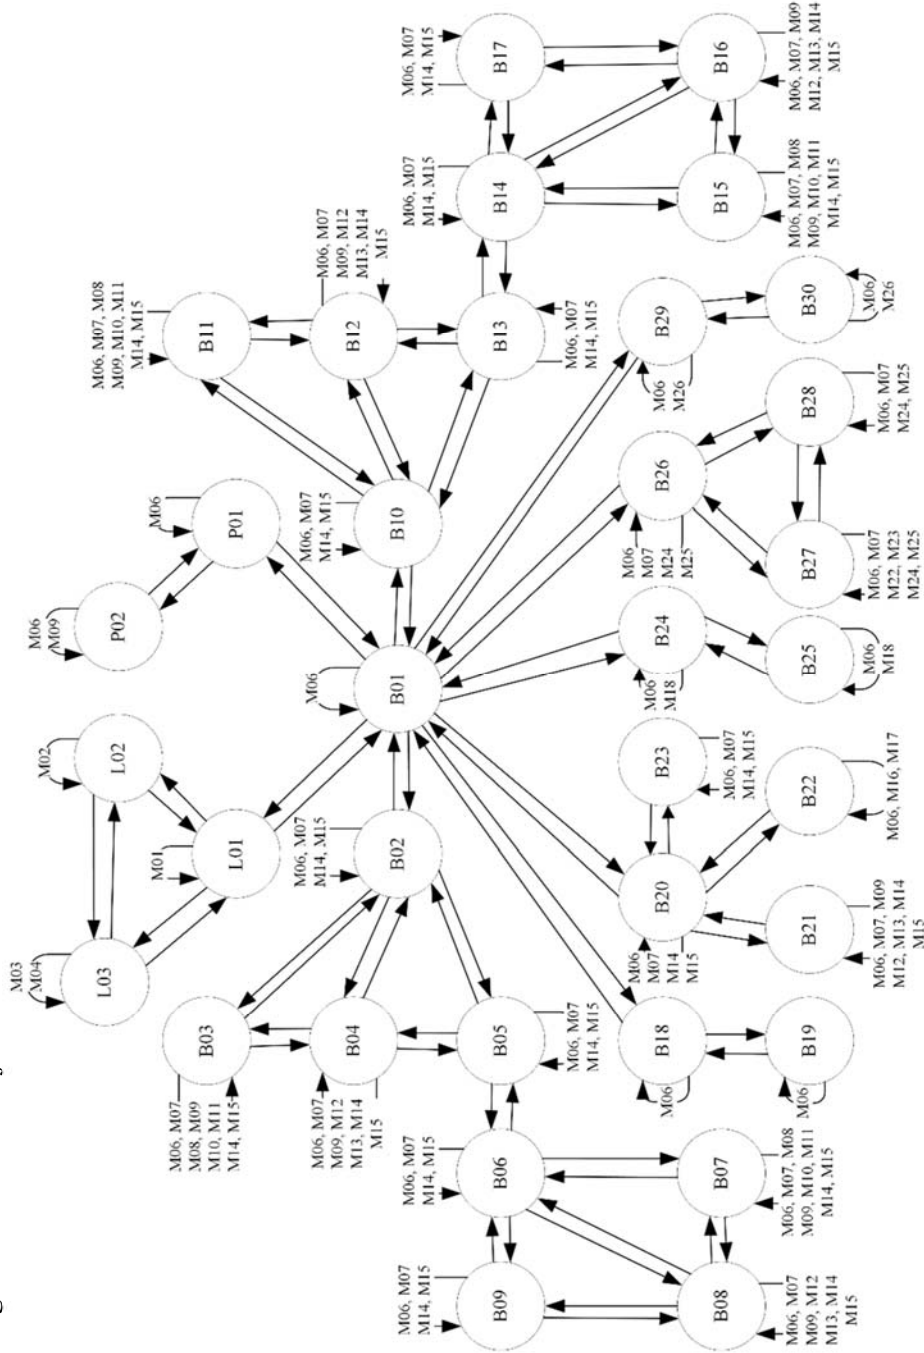 M06, M07
M14, M15
B17
B16
M06, M07, M09
M12, M13, M14
M15
M06, M07
M14, M15
B14
B15
M06, M07, M08
M09, M10, M11
M14, M15
M06, M07, M08
M09, M10, M11
M14, M15
B11
M06, M07
M09, M12
M13, M14
M15
B12
B13
M06, M07
M14, M15
B29
M06
M26
B30
M06
M26
M06
P01
M06
M09
P02
M06, M07
M14, M15
B10
B26
M06
M07
M24
M25
B28
M06, M07
M24, M25
B27
M06, M07
M22, M23
M24, M25
M06
B01
B24
M06
M18
B25
M06
M18
M02
L02
M01
L01
M03
M04
L03
M06, M07
M14, M15
B02
B23
M06, M07
M14, M15
B20
M06
M07
M14
M15
B22
M06, M16, M17
B21
M06, M07, M09
M12, M13, M14
M15
B03
M06, M07
M08, M09
M10, M11
M14, M15
B04
M06, M07
M09, M12
M13, M14
M15
B05
M06, M07
M14, M15
B18
M06
B19
M06
M06, M07
M14, M15
B06
B07
M06, M07, M08
M09, M10, M11
M14, M15
M06, M07
M14, M15
B09
B08
M06, M07
M09, M12
M13, M14
M15